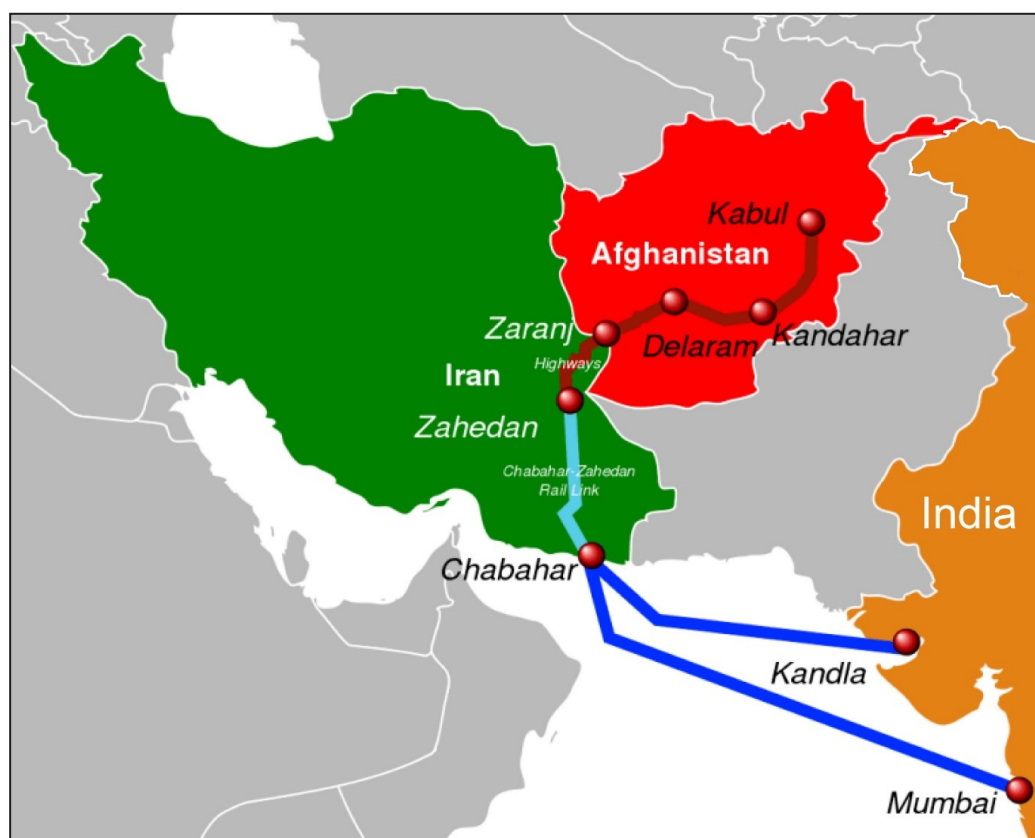 Kabul
Afghanistan
Zaranj
Delaram
Kandahar
Highways
Iran
Zahedan
Chabahar-Zahedan
Rail Link
India
Chabahar
Kandla
Mumbai